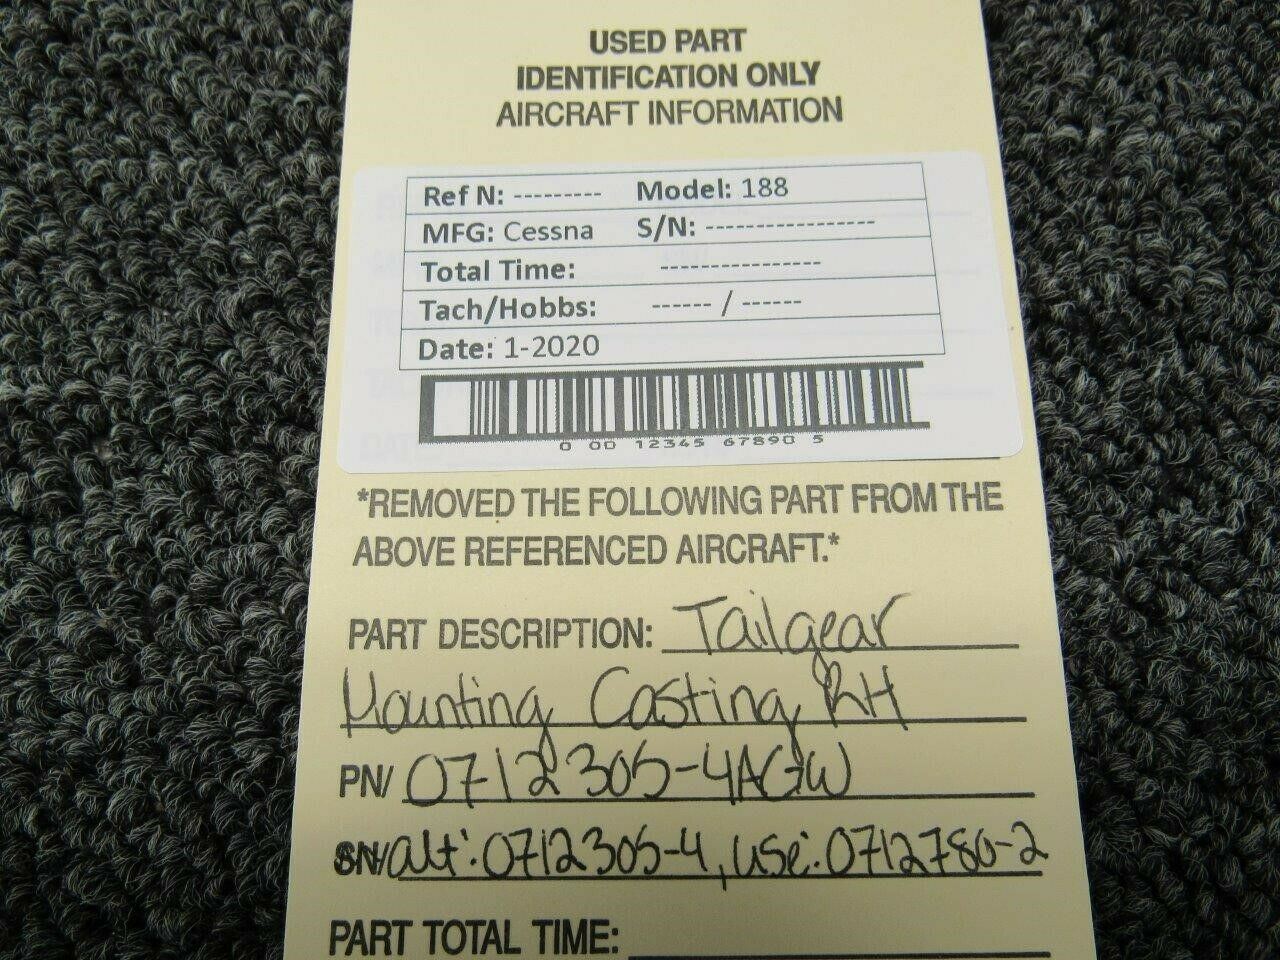 USED PART
IDENTIFICATION ONLY
AIRCRAFT INFORMATION
Ref N: --------- Model: 188
MFG: Cessna S/N: -----------------
Total Time: ----------------
Tach/Hobbs: ------ / ------
Date: 1-2020
0 00 12345 67890 5
*REMOVED THE FOLLOWING PART FROM THE
ABOVE REFERENCED AIRCRAFT.*
PART DESCRIPTION: Tailgear
Mounting Casting RH
PN/ 0712305-4AGW
SN/ alt: 0712305-4, use: 0712780-2
PART TOTAL TIME: